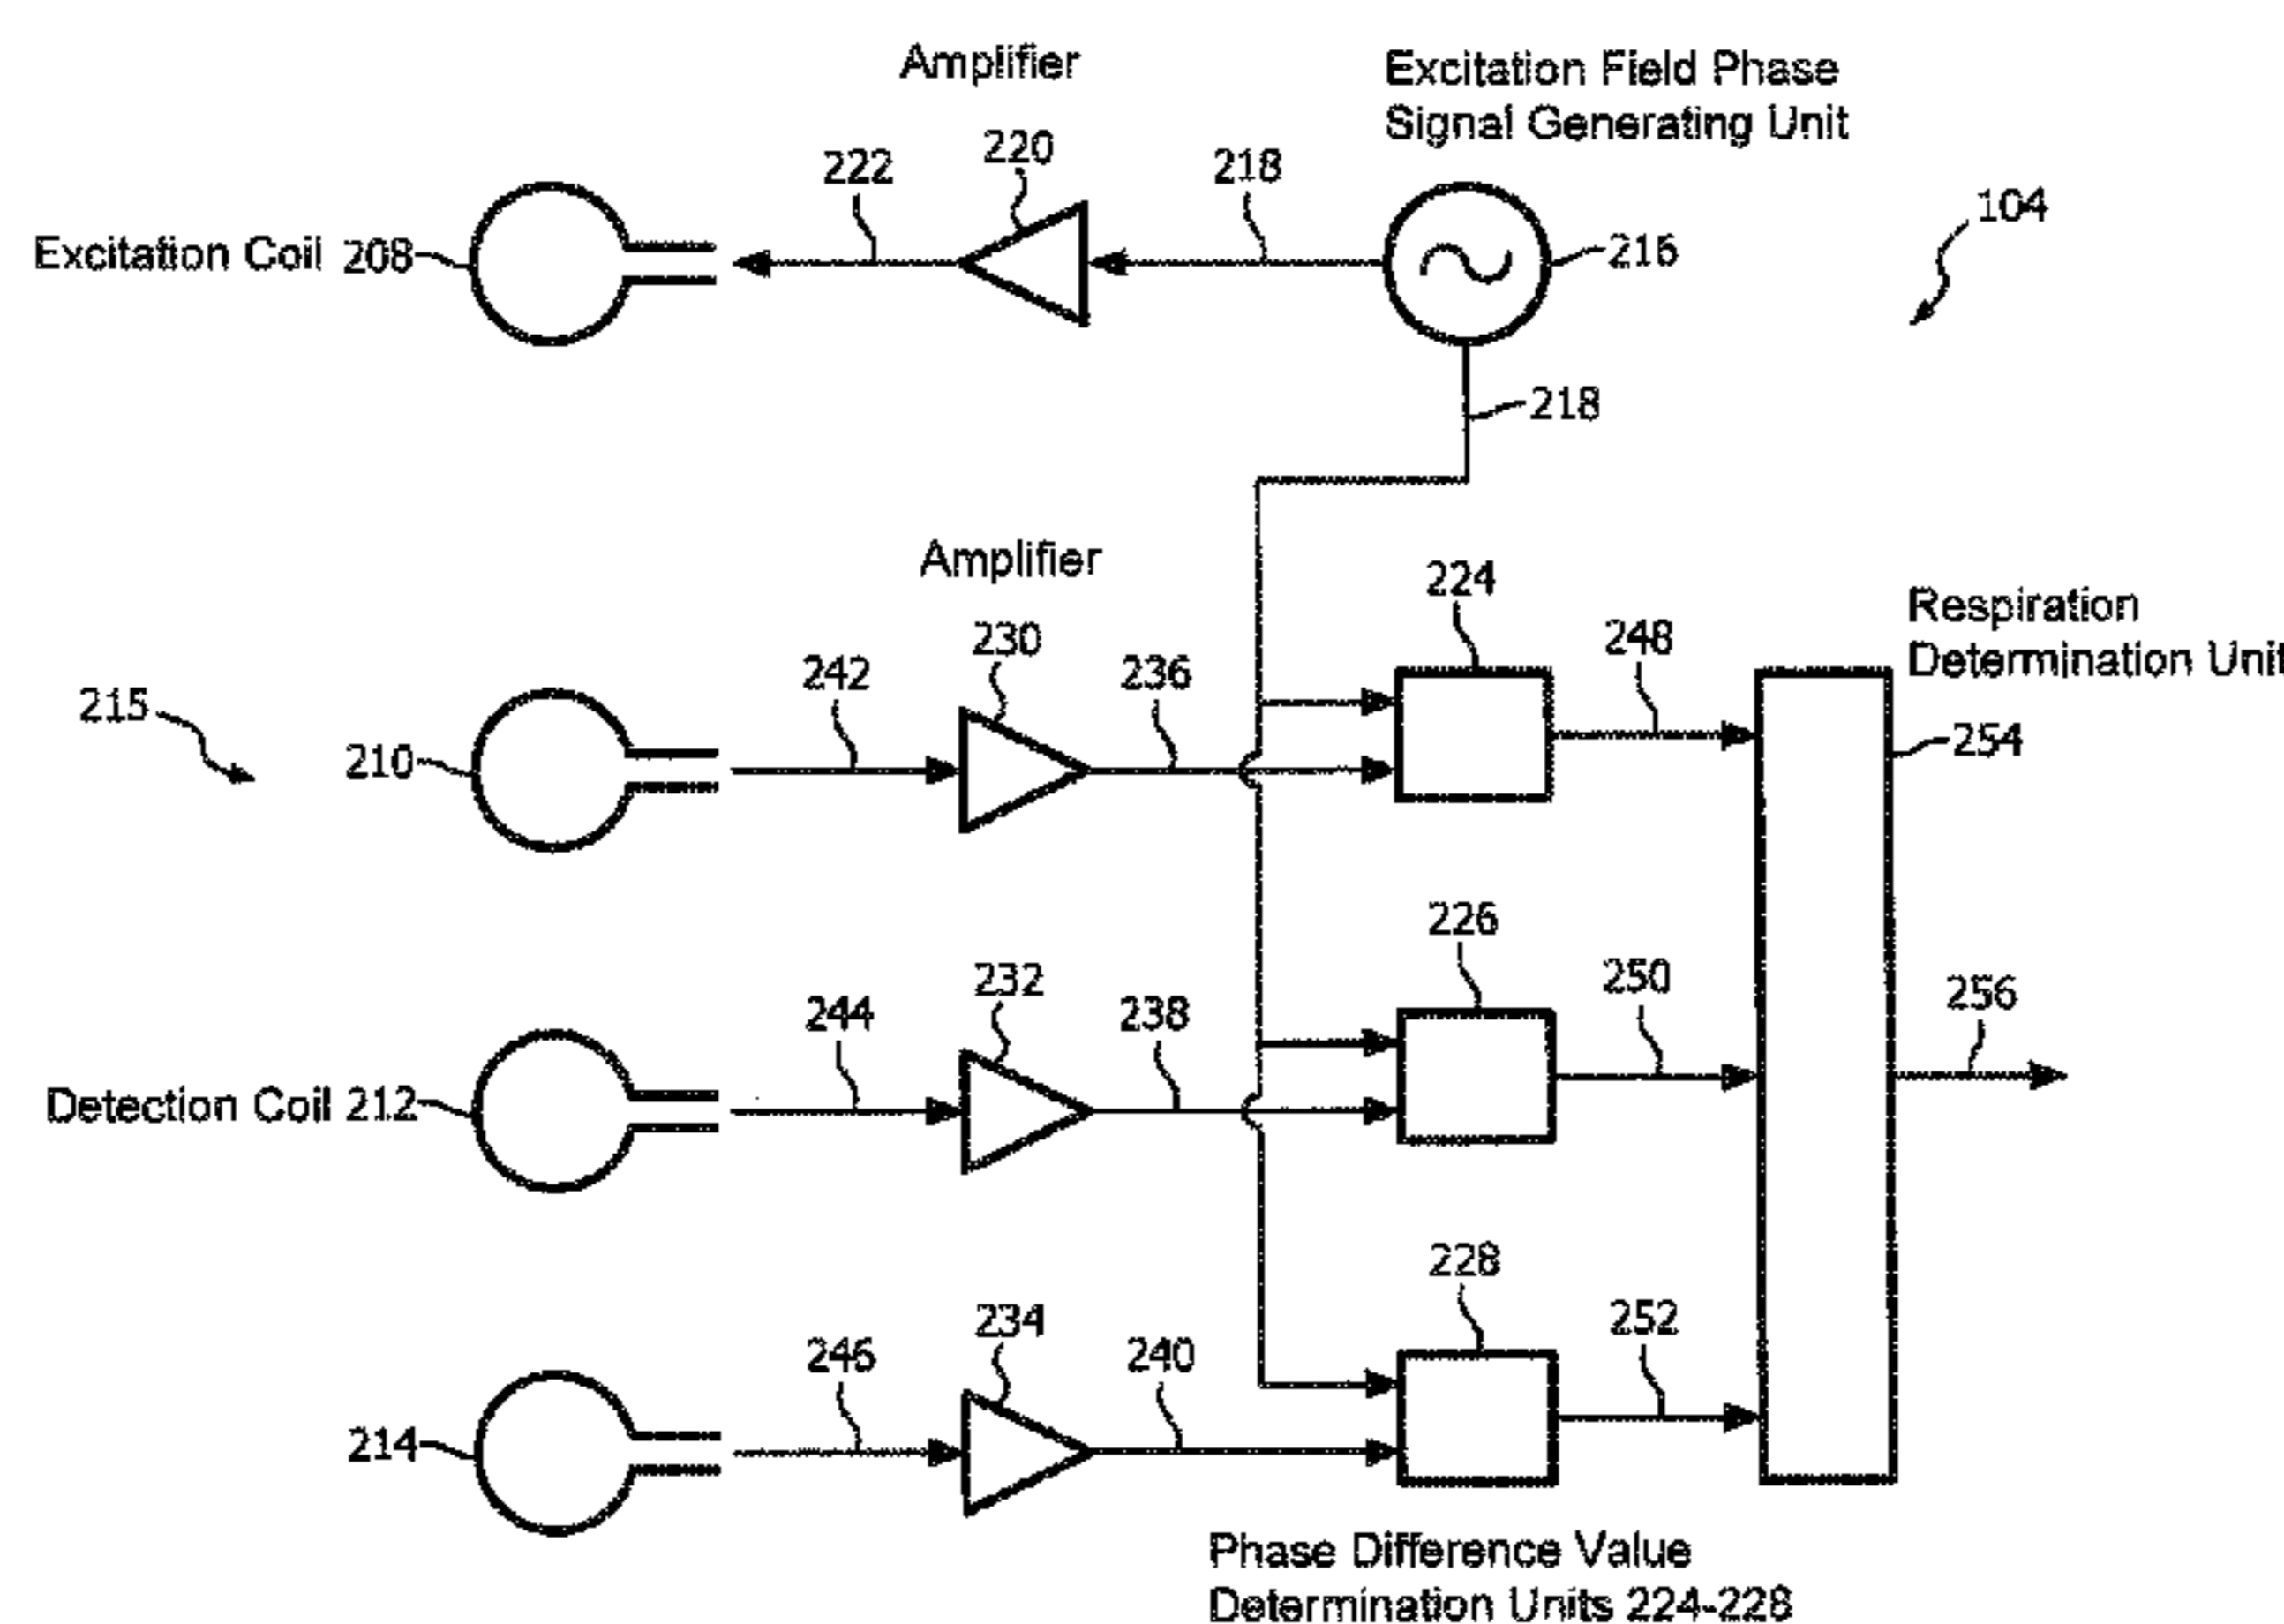 Amplifier
Excitation Field Phase
Signal Generating Unit
220
222
218
104
Excitation Coil 208
216
218
Amplifier
224
Respiration
Determination Unit
230
248
242
236
215
210
254
226
232
250
256
244
238
Detection Coil 212
228
234
252
246
240
214
Phase Difference Value
Determination Units 224-228